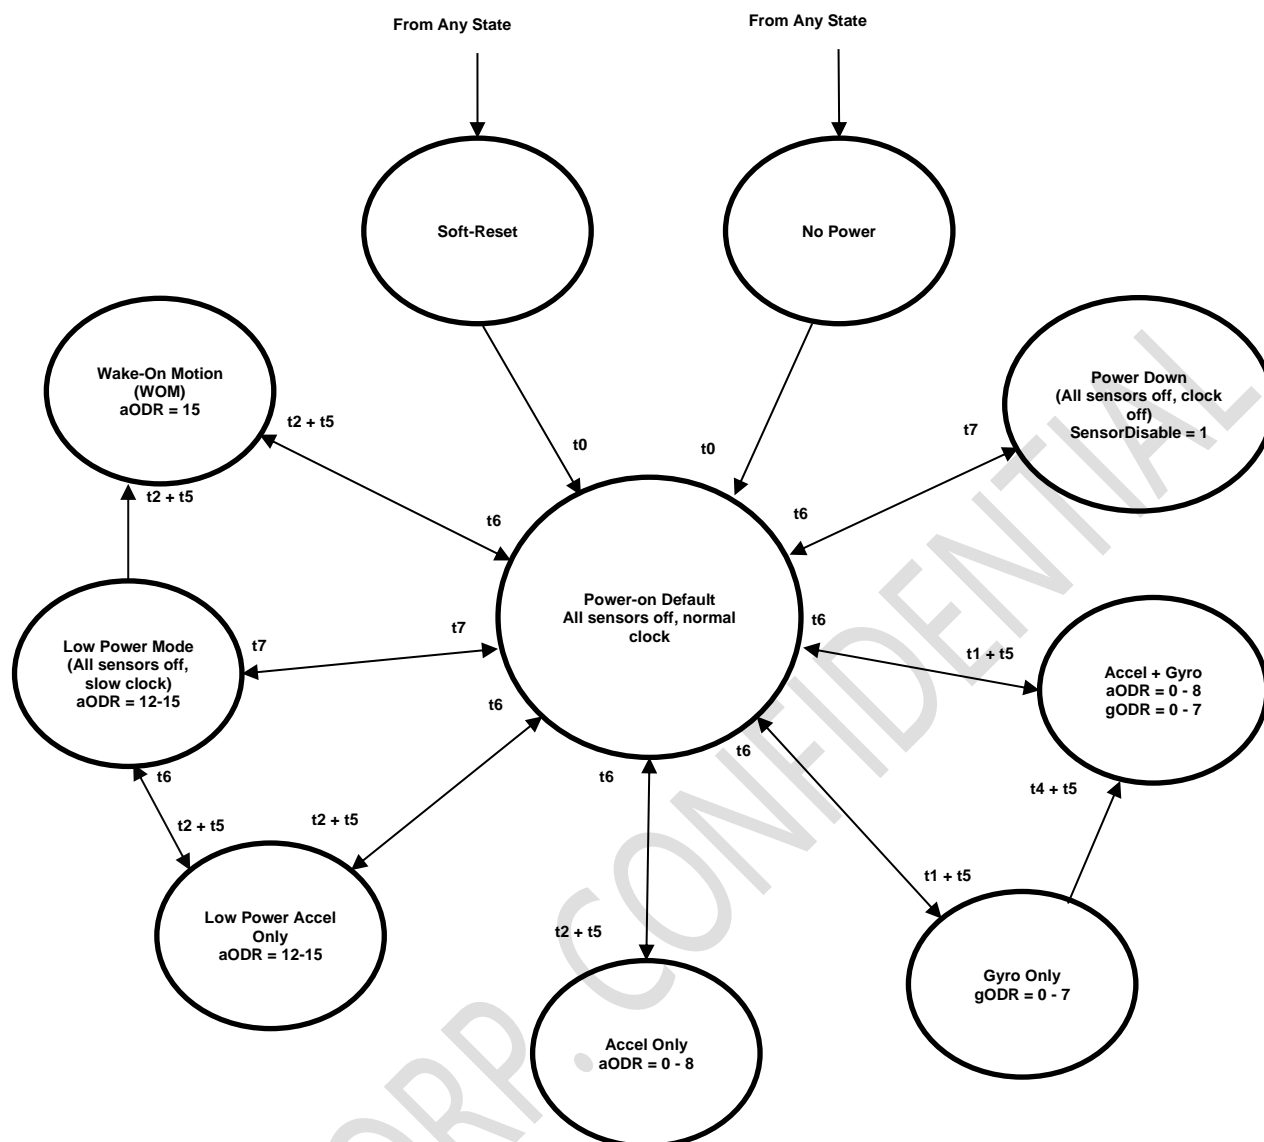 From Any State
From Any State
Soft-Reset
No Power
Wake-On Motion
(WOM)
aODR = 15
Power Down
(All sensors off, clock
off)
SensorDisable = 1
t2 + t5
t7
t0
t0
t2 + t5
t6
t6
Power-on Default
All sensors off, normal
clock
t6
Low Power Mode
(All sensors off,
slow clock)
aODR = 12-15
t7
t7
t1 + t5
Accel + Gyro
aODR = 0 - 8
gODR = 0 - 7
t6
t6
t6
t6
t4 + t5
t2 + t5
t2 + t5
t1 + t5
Low Power Accel
Only
aODR = 12-15
t2 + t5
Gyro Only
gODR = 0 - 7
Accel Only
aODR = 0 - 8
ORP. CONFIDENTIAL